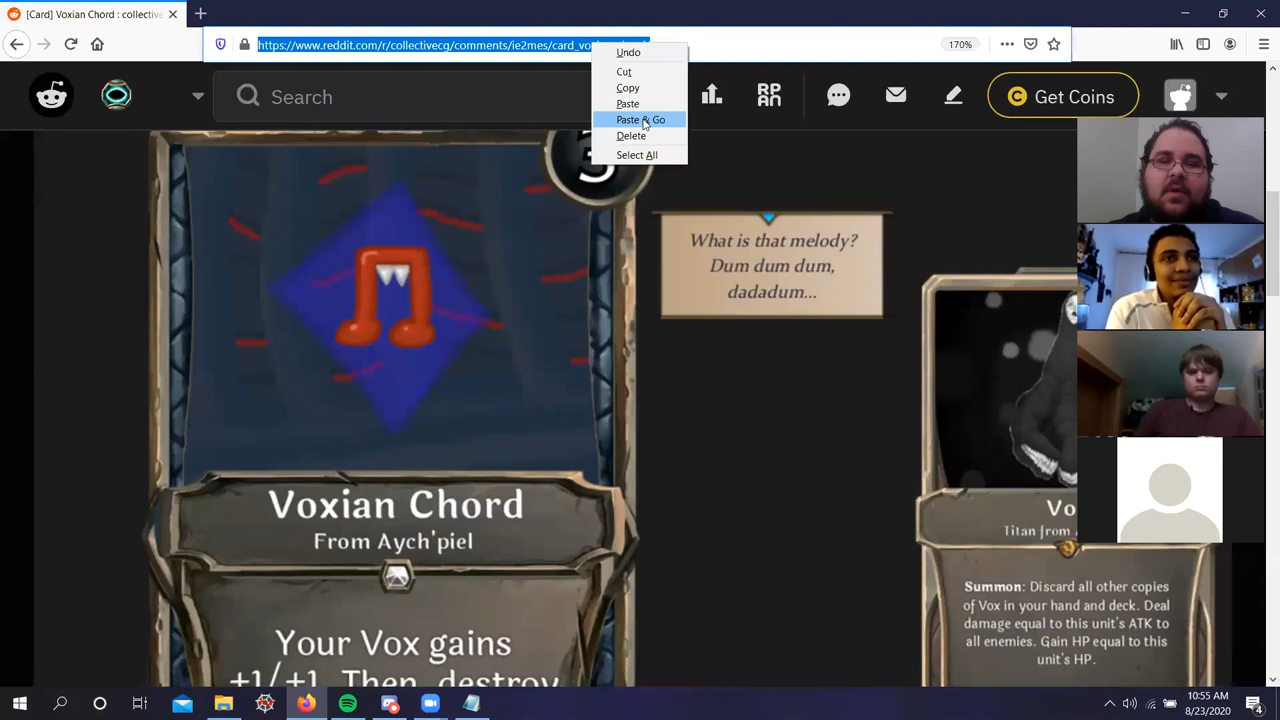 [Card] Voxian Chord : collective
https://www.reddit.com/r/collectivecg/comments/ie2mes/card_vo
170%
Undo
Cut
Copy
Paste
Paste & Go
Delete
Select All
Search
RPAN
Get Coins
3
What is that melody?
Dum dum dum,
dadadum...
Voxian Chord
From Aych'piel
Your Vox gains
+1/+1. Then, destroy
Vo
Titan from
Summon: Discard all other copies
of Vox in your hand and deck. Deal
damage equal to this unit's ATK to
all enemies. Gain HP equal to this
unit's HP.
10:55 AM
8/23/2020
4